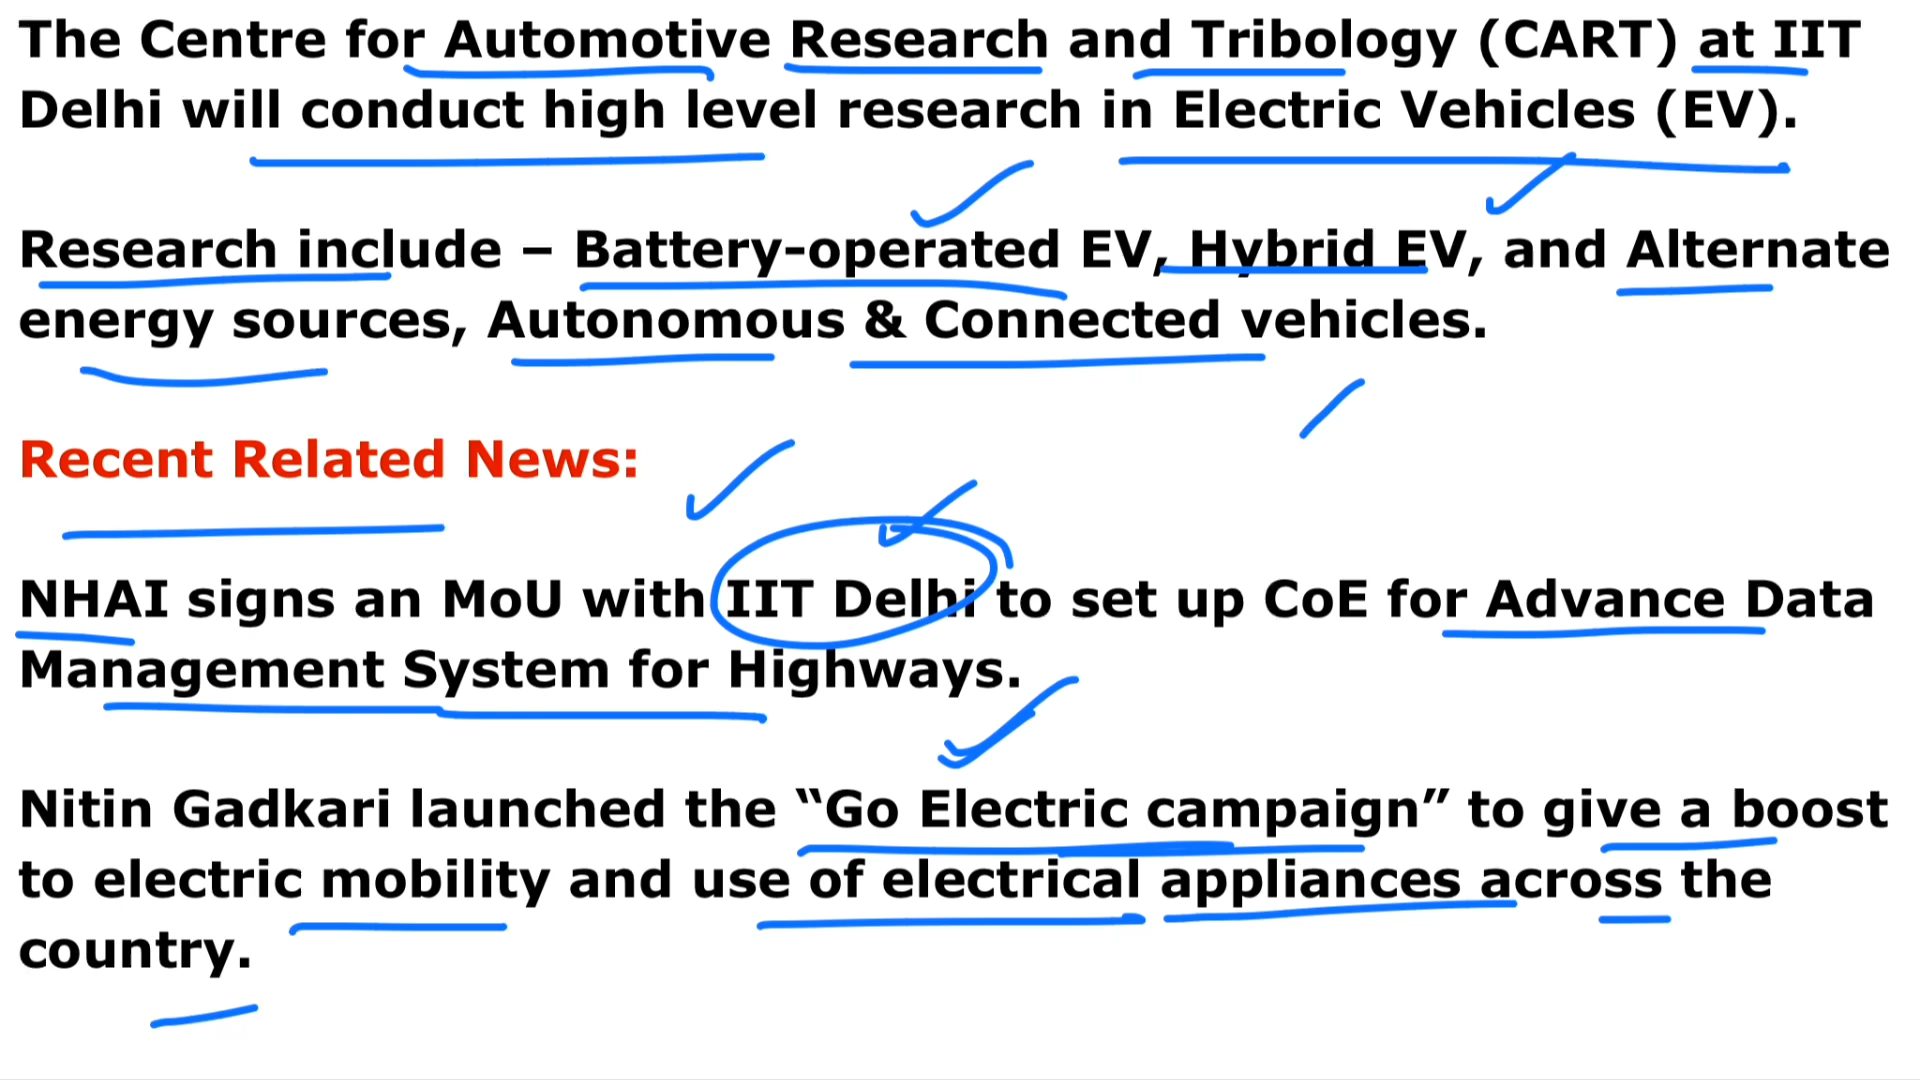 The Centre for Automotive Research and Tribology (CART) at IIT
Delhi will conduct high level research in Electric Vehicles (EV).
Research include – Battery-operated EV, Hybrid EV, and Alternate
energy sources, Autonomous & Connected vehicles.
Recent Related News:
NHAI signs an MoU with IIT Delhi to set up CoE for Advance Data
Management System for Highways.
Nitin Gadkari launched the “Go Electric campaign” to give a boost
to electric mobility and use of electrical appliances across the
country.